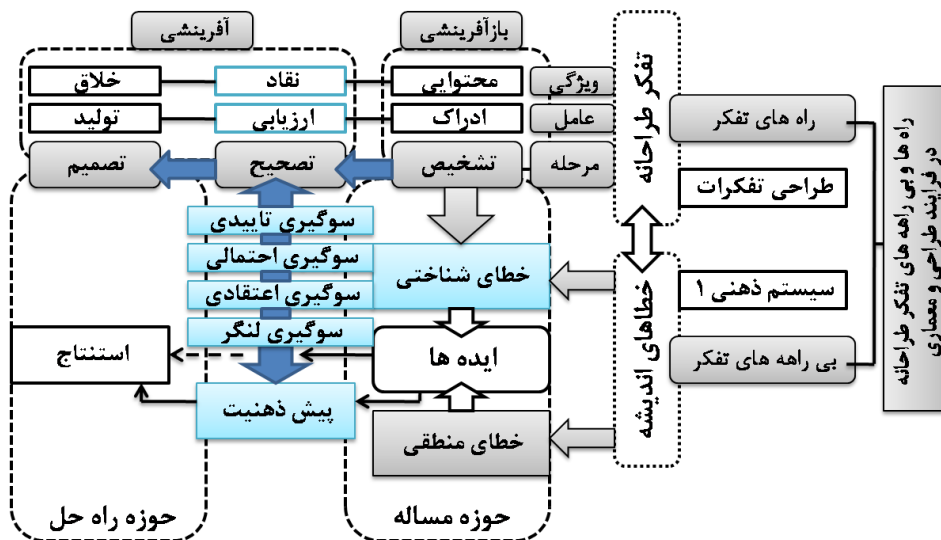 راه ها و بی راهه های تفکر طراحانه
در فرایند طراحی و معماری
راه های تفکر
طراحی تفکرات
سیستم ذهنی ۱
بی راهه های تفکر
تفکر طراحانه
خطاهای اندیشه
بازآفرینشی
آفرینشی
ویژگی
محتوایی
نقاد
خلاق
عامل
ادراک
ارزیابی
تولید
مرحله
تشخیص
تصحیح
تصمیم
سوگیری تاییدی
سوگیری احتمالی
سوگیری اعتقادی
سوگیری لنگر
خطای شناختی
ایده ها
استنتاج
پیش ذهنیت
خطای منطقی
حوزه مساله
حوزه راه حل